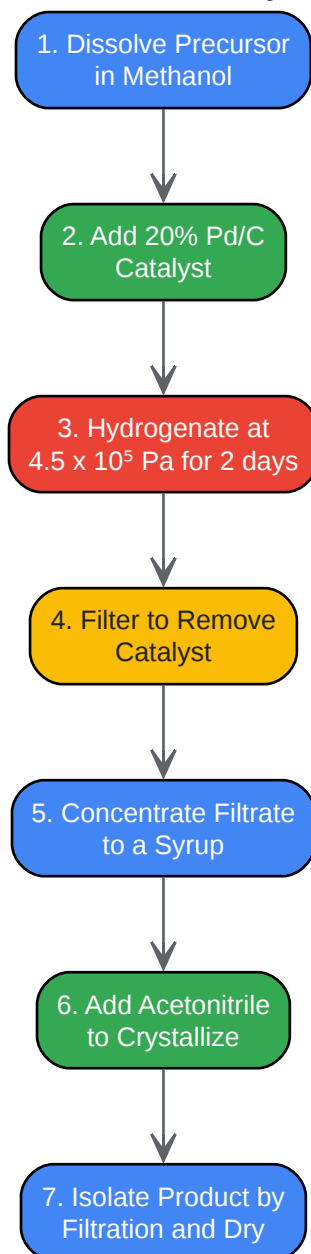 1. Dissolve Precursor
in Methanol
2. Add 20% Pd/C
Catalyst
3. Hydrogenate at
4.5 x 10⁵ Pa for 2 days
4. Filter to Remove
Catalyst
5. Concentrate Filtrate
to a Syrup
6. Add Acetonitrile
to Crystallize
7. Isolate Product by
Filtration and Dry